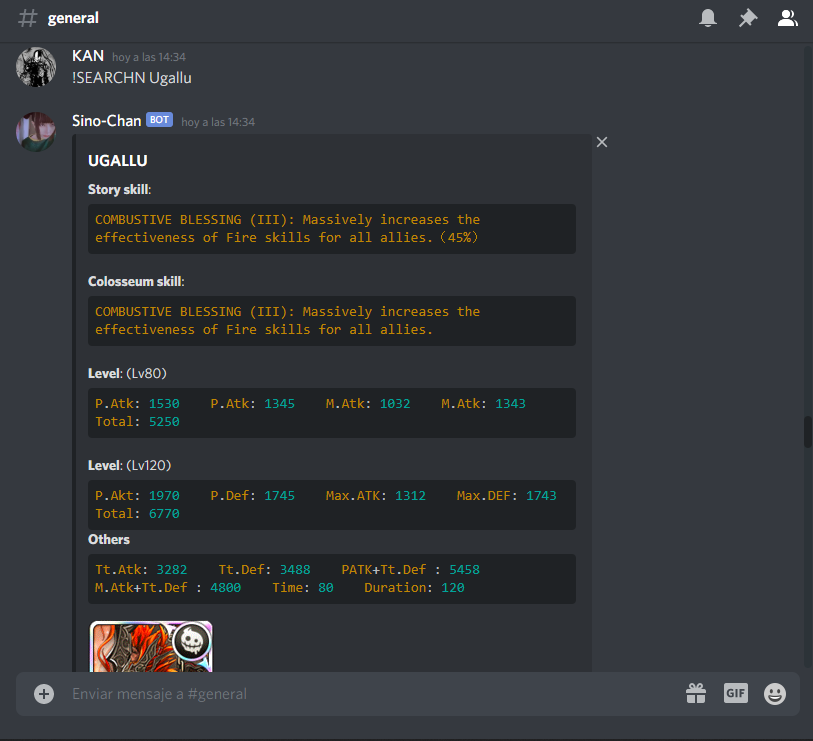 # general
KAN hoy a las 14:34
!SEARCHN Ugallu
Sino-Chan BOT hoy a las 14:34
UGALLU
Story skill:
COMBUSTIVE BLESSING (III): Massively increases the
effectiveness of Fire skills for all allies. (45%)
Colosseum skill:
COMBUSTIVE BLESSING (III): Massively increases the
effectiveness of Fire skills for all allies.
Level: (Lv80)
P.Atk: 1530 P.Atk: 1345 M.Atk: 1032 M.Atk: 1343
Total: 5250
Level: (Lv120)
P.Akt: 1970 P.Def: 1745 Max.ATK: 1312 Max.DEF: 1743
Total: 6770
Others
Tt.Atk: 3282 Tt.Def: 3488 PATK+Tt.Def : 5458
M.Atk+Tt.Def : 4800 Time: 80 Duration: 120
Enviar mensaje a #general
GIF